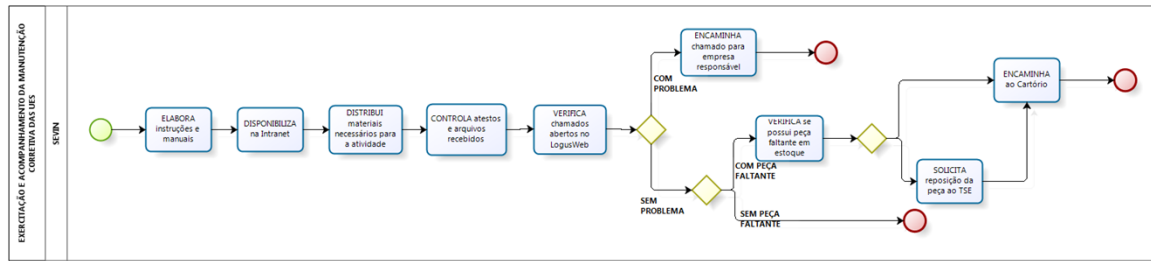 EXERCITAÇÃO E ACOMPANHAMENTO DA MANUTENÇÃO
CORRETIVA DAS UES
SEVIN
ELABORA
instruções e
manuais
DISPONIBILIZA
na Intranet
DISTRIBUI
materiais
necessários para
a atividade
CONTROLA atestos
e arquivos
recebidos
VERIFICA
chamados
abertos no
LogusWeb
COM
PROBLEMA
ENCAMINHA
chamado para
empresa
responsável
SEM
PROBLEMA
COM PEÇA
FALTANTE
VERIFICA se
possui peça
faltante em
estoque
SEM PEÇA
FALTANTE
ENCAMINHA
ao Cartório
SOLICITA
reposição da
peça ao TSE